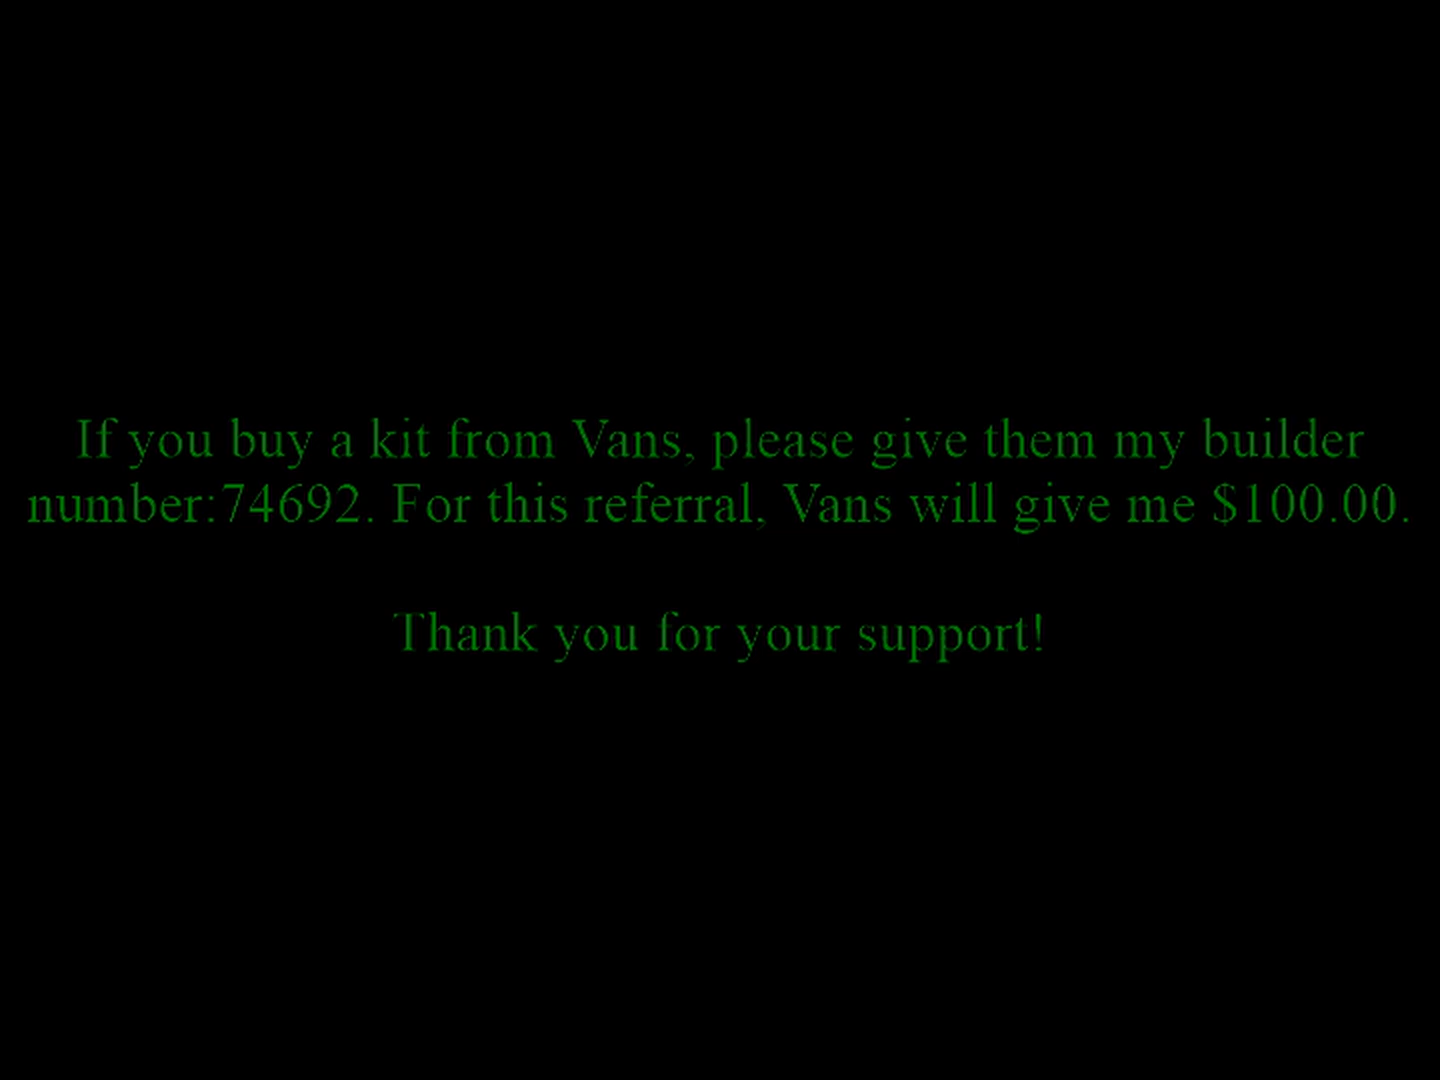 If you buy a kit from Vans, please give them my builder
number:74692. For this referral, Vans will give me $100.00.
Thank you for your support!